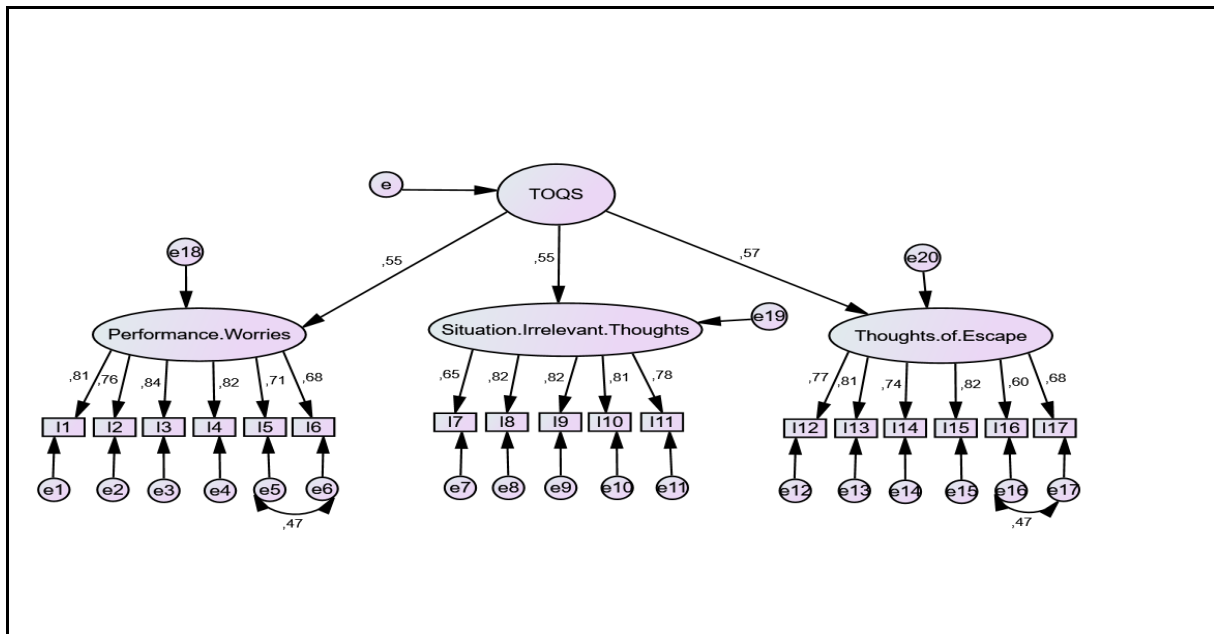 e
TOQS
e18
,55
,55
,57
e20
e19
Performance.Worries
Situation.Irrelevant.Thoughts
Thoughts.of.Escape
,81
,76
,84
,82
,71
,68
,65
,82
,82
,81
,78
,77
,81
,74
,82
,60
,68
I1
I2
I3
I4
I5
I6
I7
I8
I9
I10
I11
I12
I13
I14
I15
I16
I17
e1
e2
e3
e4
e5
e6
e7
e8
e9
e10
e11
e12
e13
e14
e15
e16
e17
,47
,47